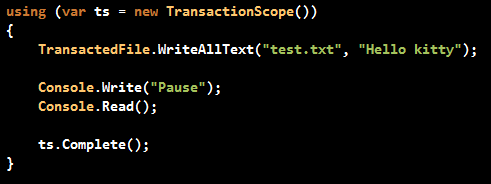 using (var ts = new TransactionScope())
{
TransactedFile.WriteAllText("test.txt", "Hello kitty");
Console.Write("Pause");
Console.Read();
ts.Complete();
}